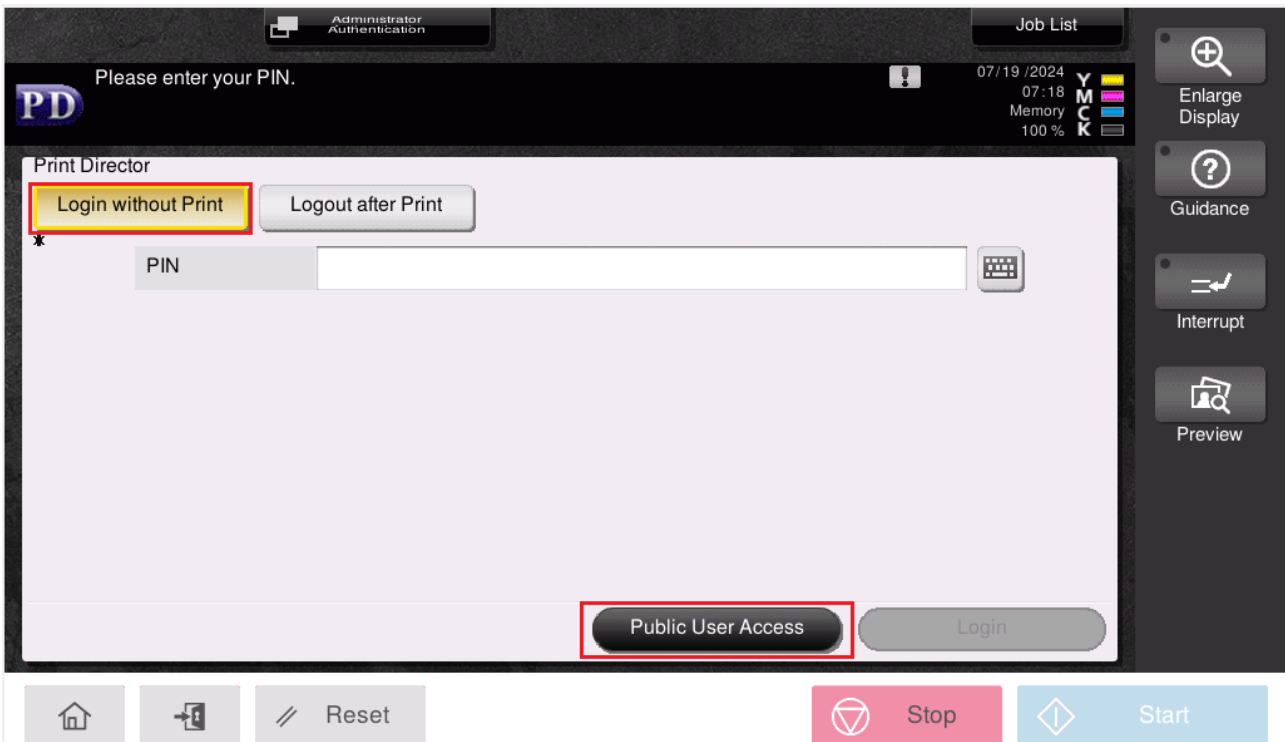 Administrator
Authentication
Job List
Please enter your PIN.
PD
07/19 /2024
07:18
Memory
100 %
Y
M
C
K
Enlarge
Display
Print Director
Login without Print
Logout after Print
Guidance
*
PIN
Interrupt
Preview
Public User Access
Login
Reset
Stop
Start